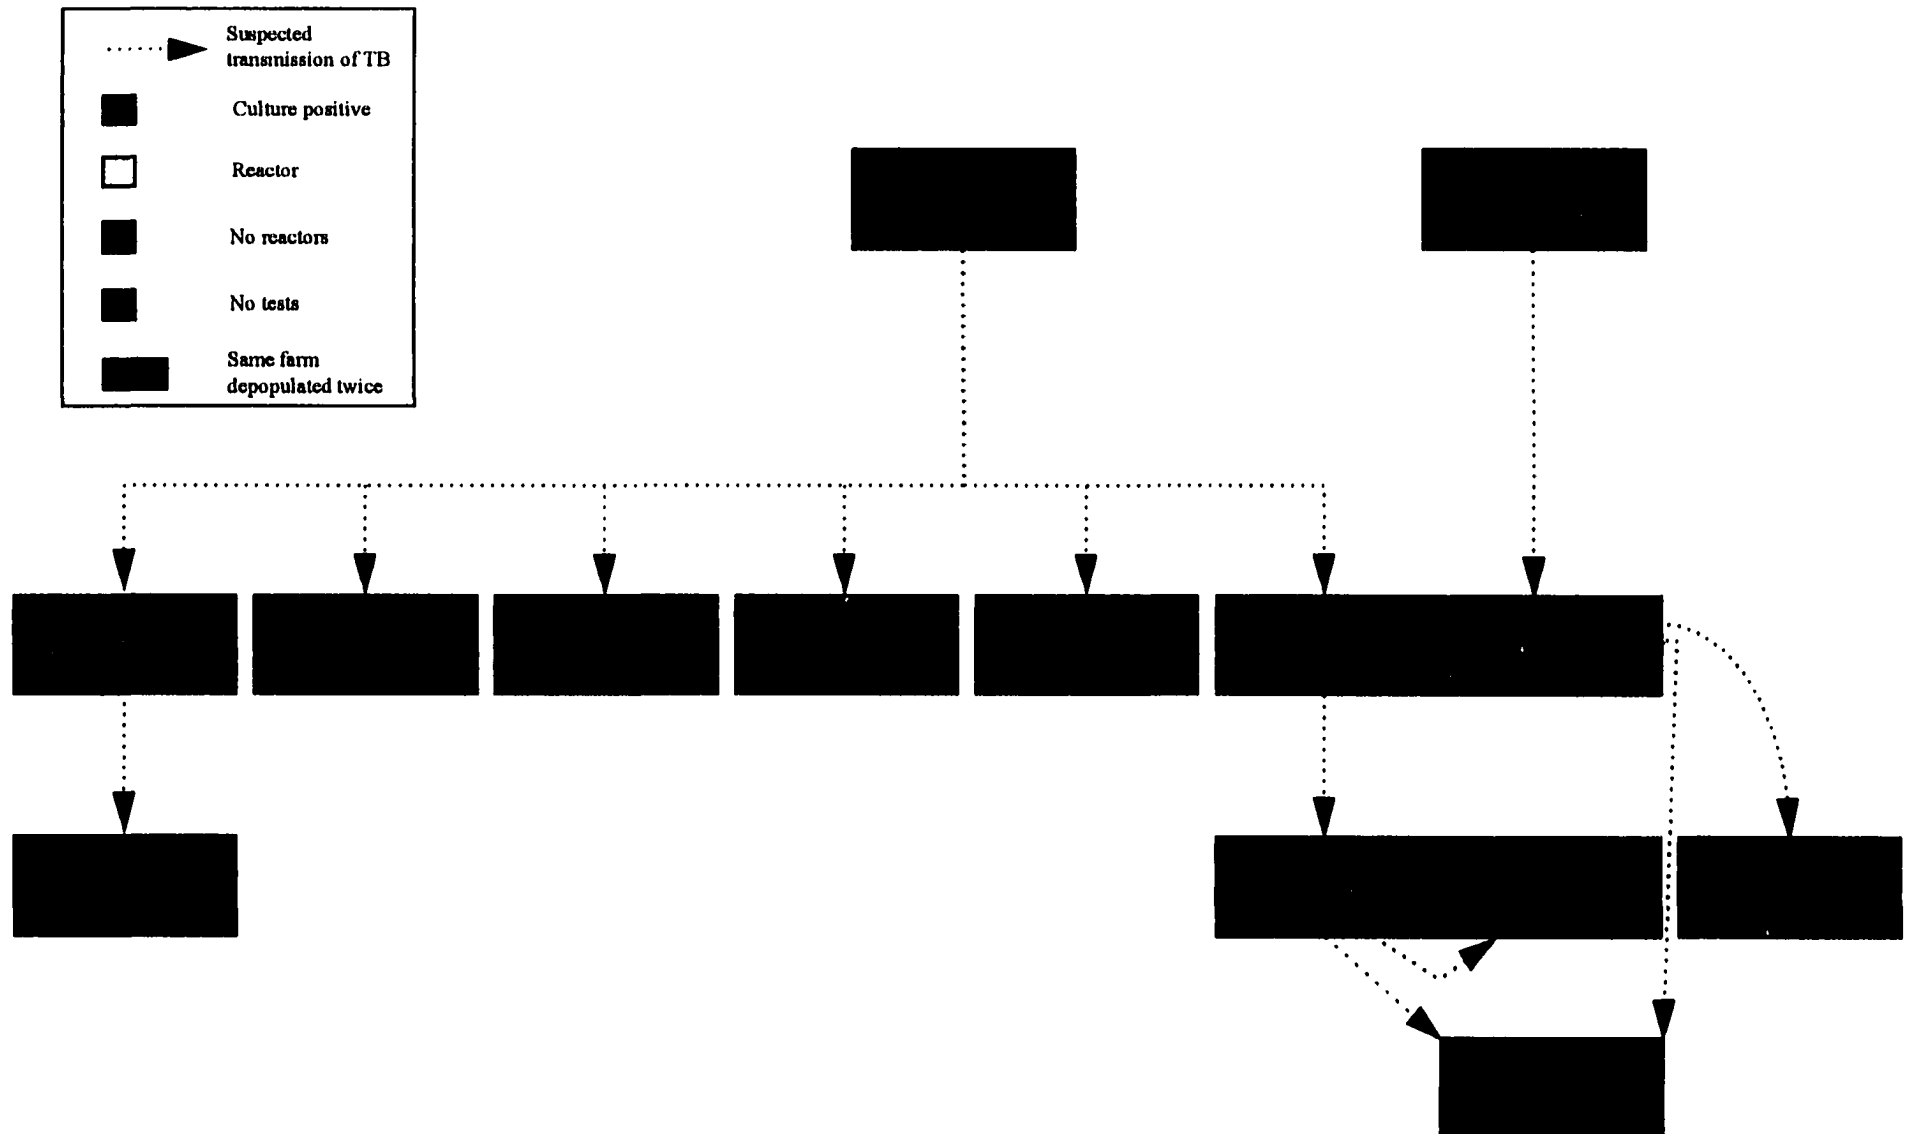 Suspected
transmission of TB
Culture positive
Reactor
No reactors
No tests
Same farm
depopulated twice